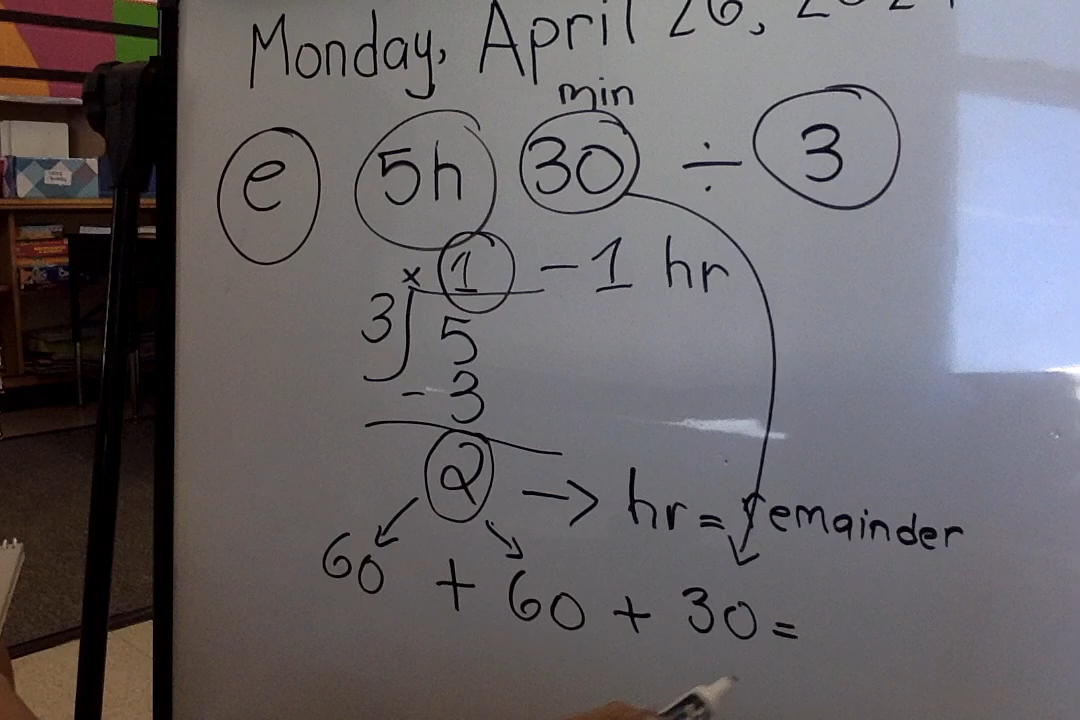 Monday, April 26,
min
e 5h 30 ÷ 3
× 1 – 1 hr
3 5
- 3
2 -> hr = remainder
60 + 60 + 30 =